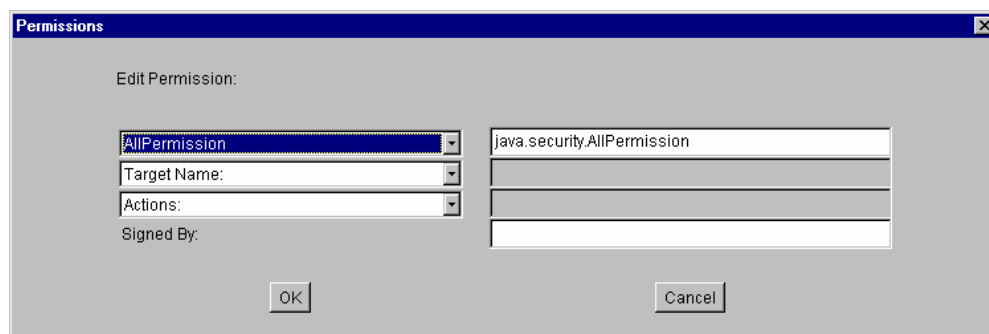 Permissions
Edit Permission:
AllPermission java.security.AllPermission
Target Name:
Actions:
Signed By:
OK Cancel